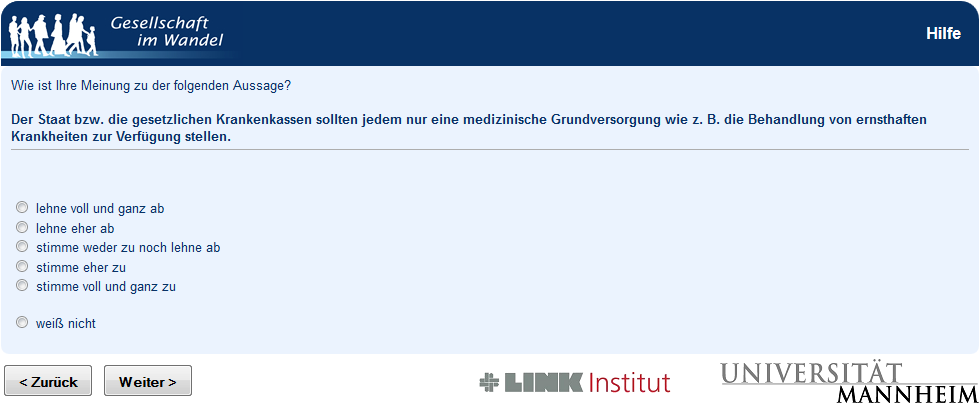 Gesellschaft
im Wandel
Hilfe
Wie ist Ihre Meinung zu der folgenden Aussage?
Der Staat bzw. die gesetzlichen Krankenkassen sollten jedem nur eine medizinische Grundversorgung wie z. B. die Behandlung von ernsthaften
Krankheiten zur Verfügung stellen.
lehne voll und ganz ab
lehne eher ab
stimme weder zu noch lehne ab
stimme eher zu
stimme voll und ganz zu
weiß nicht
< Zurück
Weiter >
LINK Institut
UNIVERSITÄT
MANNHEIM